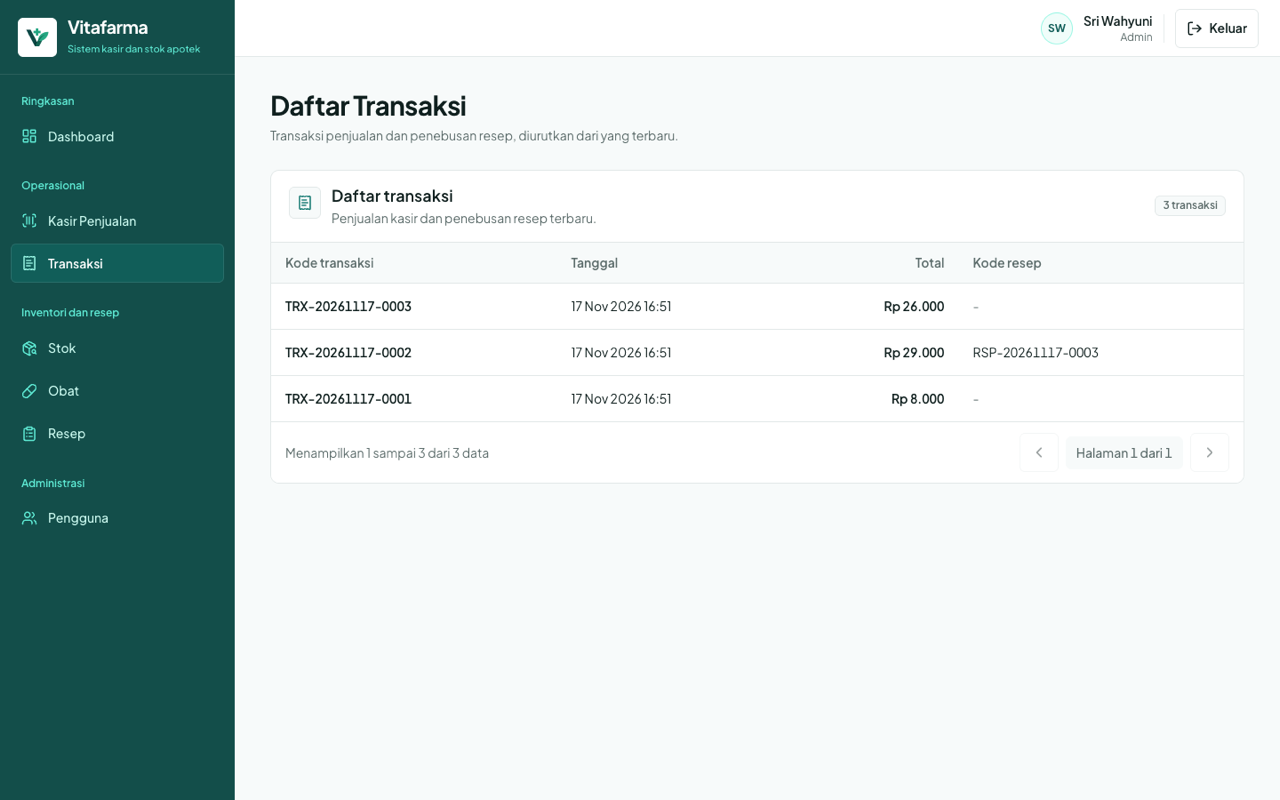 Vitafarma
Sistem kasir dan stok apotek
Ringkasan
Dashboard
Operasional
Kasir Penjualan
Transaksi
Inventori dan resep
Stok
Obat
Resep
Administrasi
Pengguna
SW
Sri Wahyuni
Admin
Keluar
Daftar Transaksi
Transaksi penjualan dan penebusan resep, diurutkan dari yang terbaru.
Daftar transaksi
Penjualan kasir dan penebusan resep terbaru.
3 transaksi
Kode transaksi Tanggal Total Kode resep
TRX-20261117-0003 17 Nov 2026 16:51 Rp 26.000 -
TRX-20261117-0002 17 Nov 2026 16:51 Rp 29.000 RSP-20261117-0003
TRX-20261117-0001 17 Nov 2026 16:51 Rp 8.000 -
Menampilkan 1 sampai 3 dari 3 data
Halaman 1 dari 1